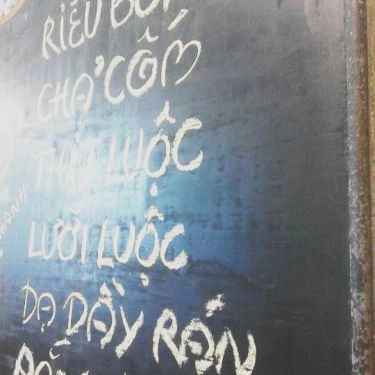 RIÊU
CHẢ CỐM
THỊT LUỘC
LƯỠI LUỘC
DẠ DẦY RÁN